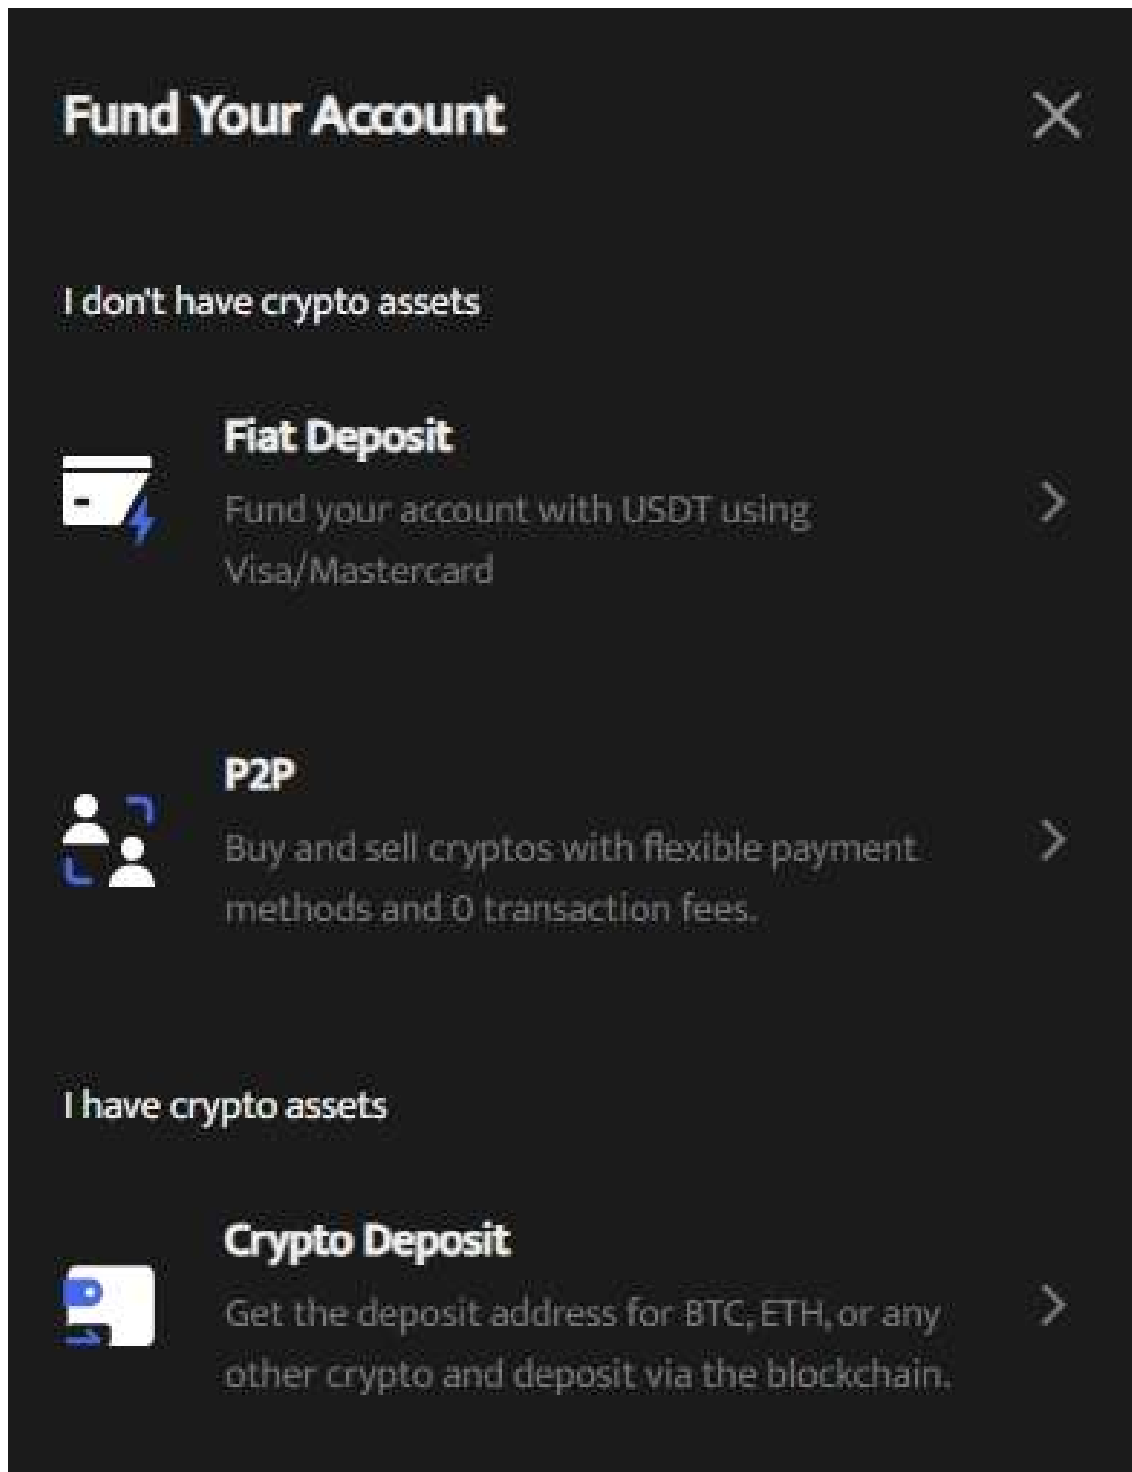 Fund Your Account
I don't have crypto assets
Fiat Deposit
Fund your account with USDT using
Visa/Mastercard
P2P
Buy and sell cryptos with flexible payment
methods and 0 transaction fees.
I have crypto assets
Crypto Deposit
Get the deposit address for BTC, ETH, or any
other crypto and deposit via the blockchain.